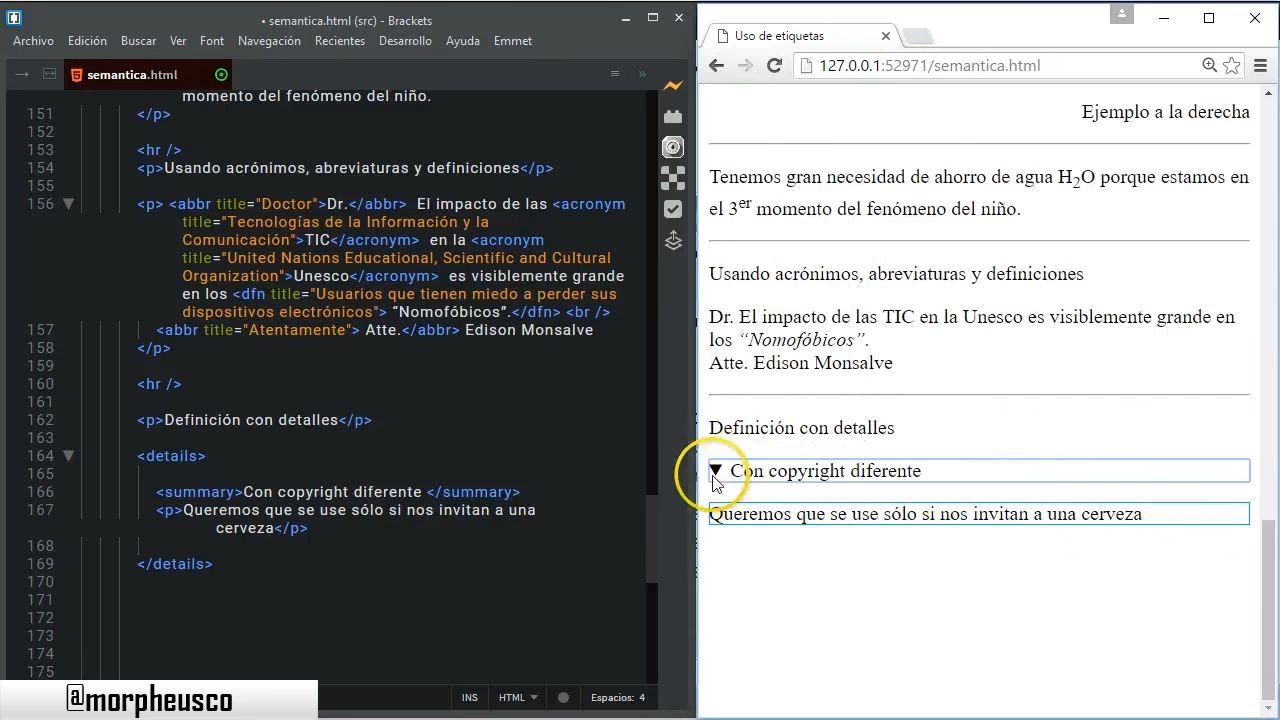 • semantica.html (src) - Brackets
Archivo Edición Buscar Ver Font Navegación Recientes Desarrollo Ayuda Emmet
semantica.html
momento del fenómeno del niño.
151 </p>
152
153 <hr />
154 <p>Usando acrónimos, abreviaturas y definiciones</p>
155
156 <p> <abbr title="Doctor">Dr.</abbr> El impacto de las <acronym
title="Tecnologías de la Información y la
Comunicación">TIC</acronym> en la <acronym
title="United Nations Educational, Scientific and Cultural
Organization">Unesco</acronym> es visiblemente grande
en los <dfn title="Usuarios que tienen miedo a perder sus
dispositivos electrónicos"> “Nomofóbicos”.</dfn> <br />
157 <abbr title="Atentamente"> Atte.</abbr> Edison Monsalve
158 </p>
159
160 <hr />
161
162 <p>Definición con detalles</p>
163
164 <details>
165
166 <summary>Con copyright diferente </summary>
167 <p>Queremos que se use sólo si nos invitan a una
cerveza</p>
168
169 </details>
170
171
172
173
174
175
INS HTML Espacios: 4
@morpheusco
Uso de etiquetas
127.0.0.1:52971/semantica.html
Ejemplo a la derecha
Tenemos gran necesidad de ahorro de agua H2O porque estamos en
el 3er momento del fenómeno del niño.
Usando acrónimos, abreviaturas y definiciones
Dr. El impacto de las TIC en la Unesco es visiblemente grande en
los “Nomofóbicos”.
Atte. Edison Monsalve
Definición con detalles
Con copyright diferente
Queremos que se use sólo si nos invitan a una cerveza